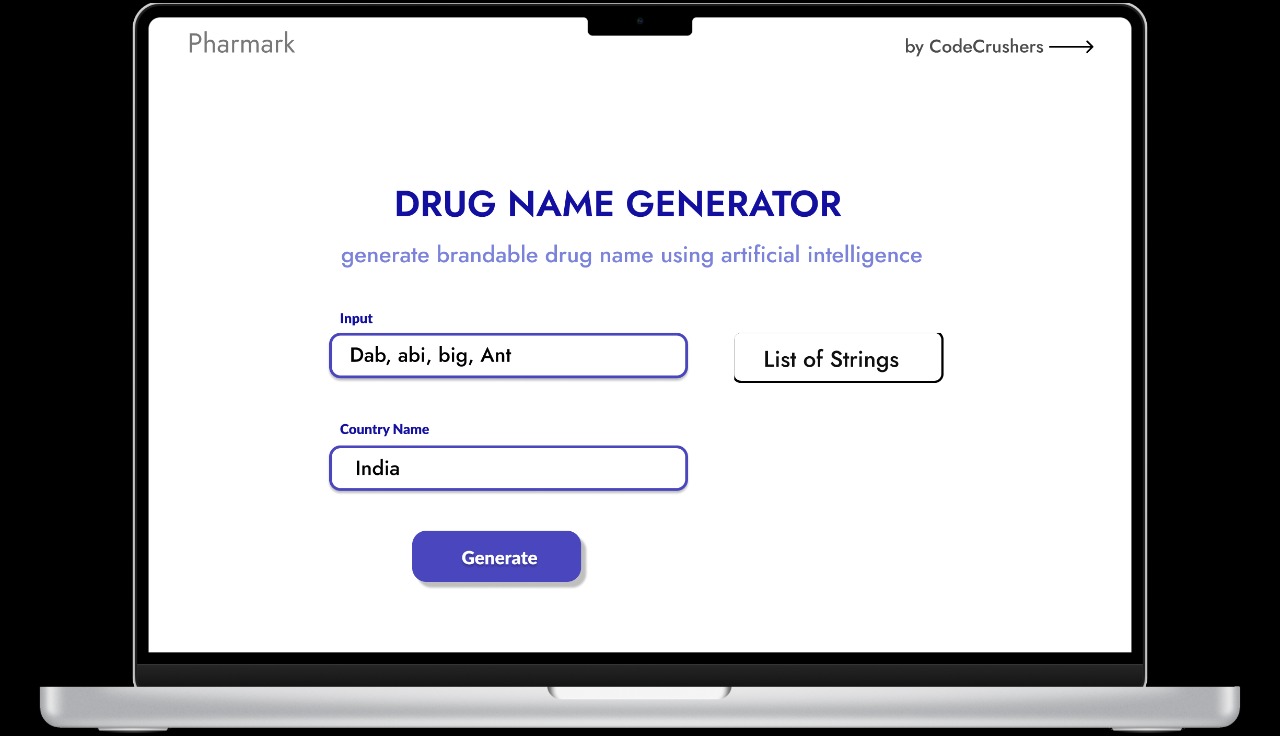 Pharmark
by CodeCrushers
DRUG NAME GENERATOR
generate brandable drug name using artificial intelligence
Input
Dab, abi, big, Ant
List of Strings
Country Name
India
Generate